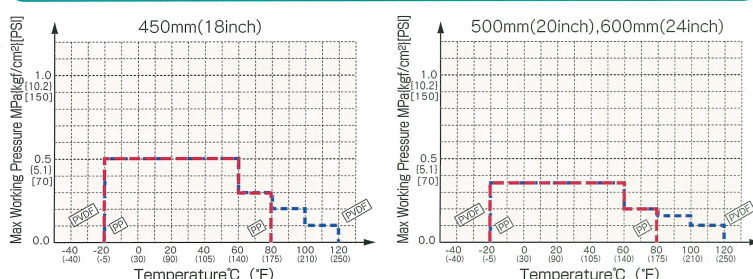 450mm(18inch)
Max Working Pressure MPa{kgf/cm²}[PSI]
1.0
{10.2}
[150]
0.5
{5.1}
[70]
0.0
PVDF
PP
PP
PVDF
-40 -20 0 20 40 60 80 100 120
(-40) (-5) (30) (90) (105) (140) (175) (210) (250)
Temperature℃ (°F)
500mm(20inch),600mm(24inch)
Max Working Pressure MPa{kgf/cm²}[PSI]
1.0
{10.2}
[150]
0.5
{5.1}
[70]
0.0
PVDF
PP
PP
PVDF
-40 -20 0 20 40 60 80 100 120
(-40) (-5) (30) (90) (105) (140) (175) (210) (250)
Temperature℃ (°F)